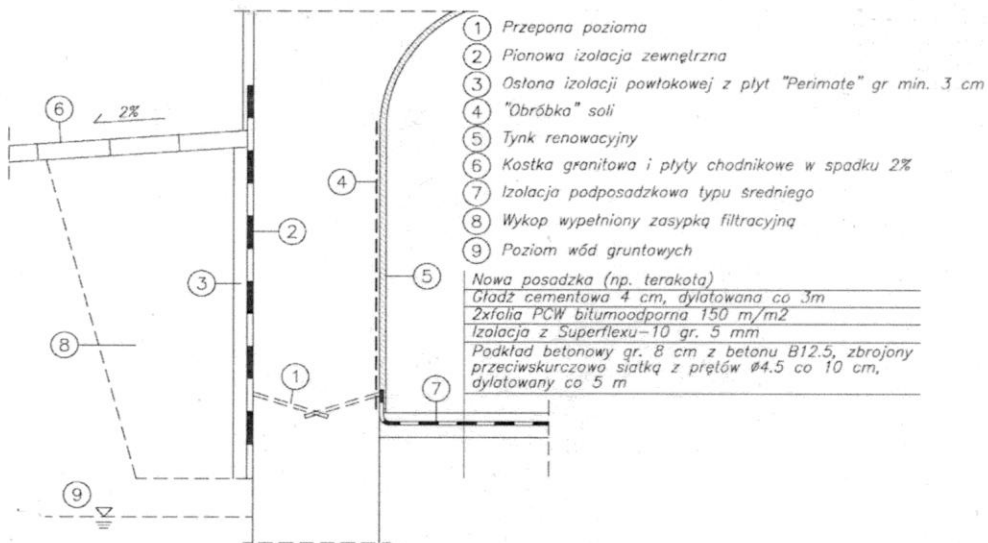 1 Przepona pozioma
2 Pionowa izolacja zewnętrzna
3 Osłona izolacji powłokowej z płyt "Perimate" gr min. 3 cm
4 "Obróbka" soli
5 Tynk renowacyjny
6 Kostka granitowa i płyty chodnikowe w spadku 2%
7 Izolacja podposadzkowa typu średniego
8 Wykop wypełniony zasypką filtracyjną
9 Poziom wód gruntowych
Nowa posadzka (np. terakota)
Gładź cementowa 4 cm, dylatowana co 3m
2xfolia PCW bitumoodporna 150 m/m2
Izolacja z Superflexu-10 gr. 5 mm
Podkład betonowy gr. 8 cm z betonu B12.5, zbrojony
przeciwskurczowo siatką z prętów ø4.5 co 10 cm,
dylatowany co 5 m
6
2%
4
2
3
5
8
1
7
9